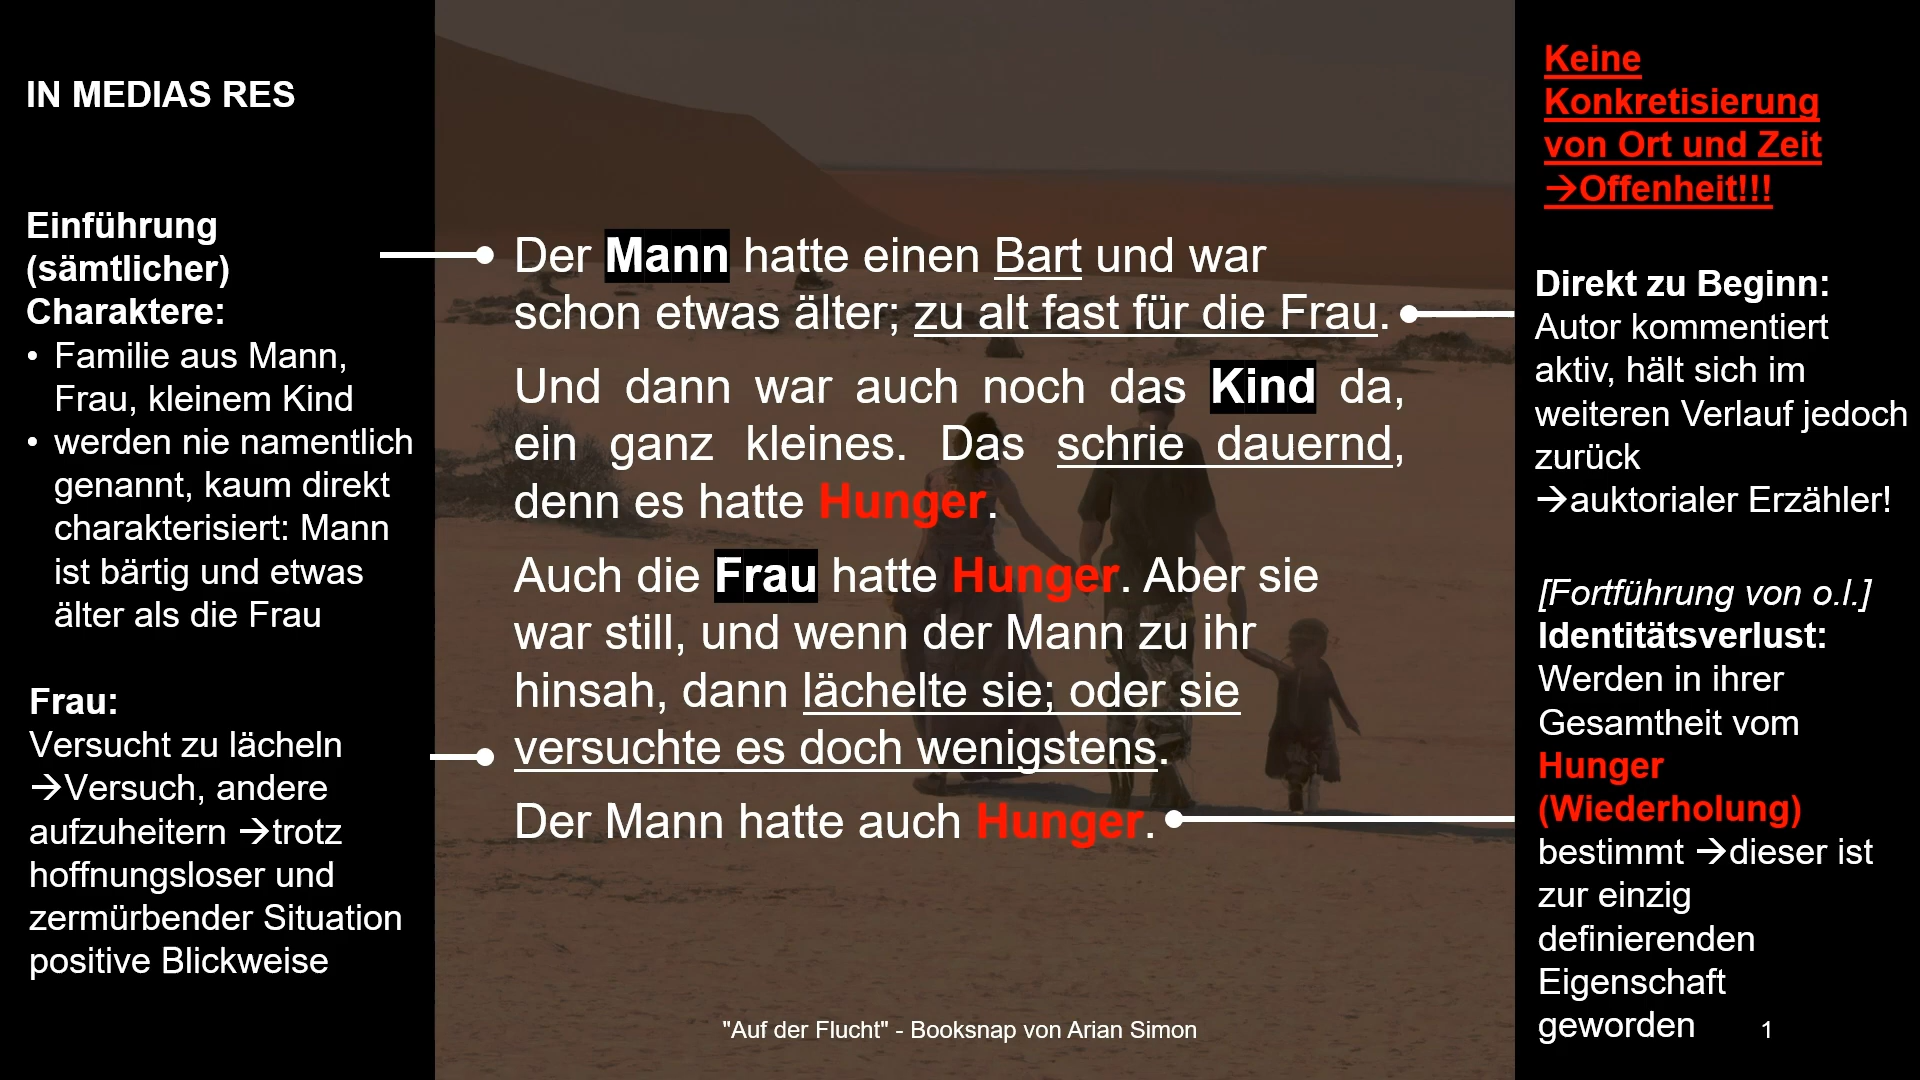 IN MEDIAS RES
Einführung
(sämtlicher)
Charaktere:
• Familie aus Mann,
Frau, kleinem Kind
• werden nie namentlich
genannt, kaum direkt
charakterisiert: Mann
ist bärtig und etwas
älter als die Frau
Frau:
Versucht zu lächeln
→Versuch, andere
aufzuheitern →trotz
hoffnungsloser und
zermürbender Situation
positive Blickweise
Der Mann hatte einen Bart und war
schon etwas älter; zu alt fast für die Frau.
Und dann war auch noch das Kind da,
ein ganz kleines. Das schrie dauernd,
denn es hatte Hunger.
Auch die Frau hatte Hunger. Aber sie
war still, und wenn der Mann zu ihr
hinsah, dann lächelte sie; oder sie
versuchte es doch wenigstens.
Der Mann hatte auch Hunger.
Keine
Konkretisierung
von Ort und Zeit
→Offenheit!!!
Direkt zu Beginn:
Autor kommentiert
aktiv, hält sich im
weiteren Verlauf jedoch
zurück
→auktorialer Erzähler!
[Fortführung von o.l.]
Identitätsverlust:
Werden in ihrer
Gesamtheit vom
Hunger
(Wiederholung)
bestimmt →dieser ist
zur einzig
definierenden
Eigenschaft
geworden
"Auf der Flucht" - Booksnap von Arian Simon
1